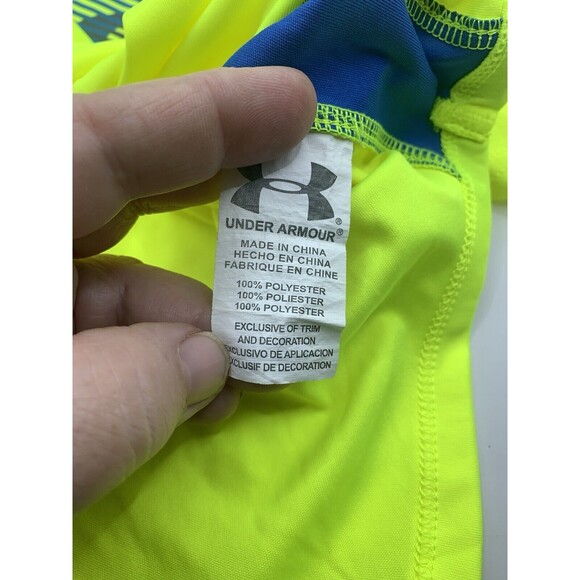 UNDER ARMOUR®
MADE IN CHINA
HECHO EN CHINA
FABRIQUE EN CHINE
100% POLYESTER
100% POLIESTER
100% POLYESTER
EXCLUSIVE OF TRIM
AND DECORATION
EXCLUSIVO DE APLICACION
EXCLUSIF DE DECORATION